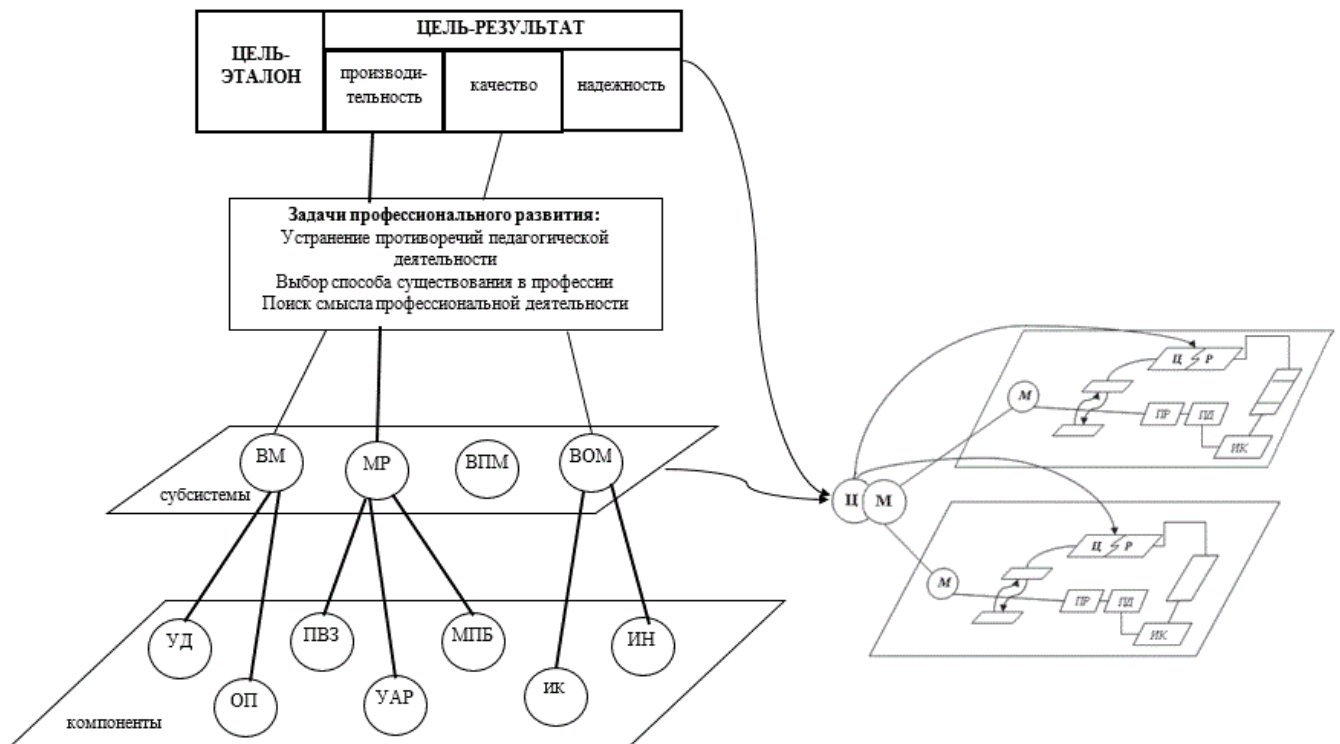 ЦЕЛЬ-
ЭТАЛОН
ЦЕЛЬ-РЕЗУЛЬТАТ
производи-
тельность
качество
надежность
Задачи профессионального развития:
Устранение противоречий педагогической
деятельности
Выбор способа существования в профессии
Поиск смысла профессиональной деятельности
ВМ
МР
ВПМ
ВОМ
субсистемы
УД
ОП
ПВЗ
УАР
МПБ
ИК
ИН
компоненты
Ц
М
Ц
Р
М
ПР
ПД
ИК
Ц
Р
М
ПР
ПД
ИК